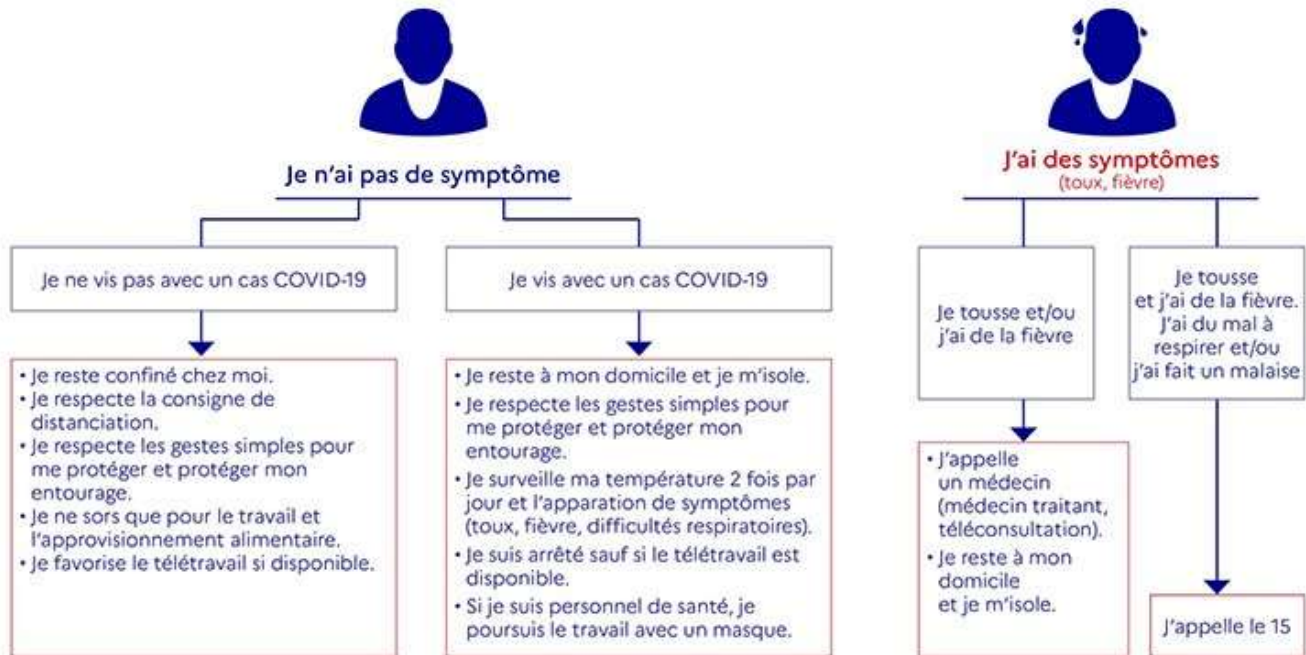 Je n'ai pas de symptôme
Je ne vis pas avec un cas COVID-19
• Je reste confiné chez moi.
• Je respecte la consigne de
distanciation.
• Je respecte les gestes simples pour
me protéger et protéger mon
entourage.
• Je ne sors que pour le travail et
l'approvisionnement alimentaire.
• Je favorise le télétravail si disponible.
Je vis avec un cas COVID-19
• Je reste à mon domicile et je m'isole.
• Je respecte les gestes simples pour
me protéger et protéger mon
entourage.
• Je surveille ma température 2 fois par
jour et l'apparation de symptômes
(toux, fièvre, difficultés respiratoires).
• Je suis arrêté sauf si le télétravail est
disponible.
• Si je suis personnel de santé, je
poursuis le travail avec un masque.
J'ai des symptômes
(toux, fièvre)
Je tousse et/ou
j'ai de la fièvre
• J'appelle
un médecin
(médecin traitant,
téléconsultation).
• Je reste à mon
domicile
et je m'isole.
Je tousse
et j'ai de la fièvre.
J'ai du mal à
respirer et/ou
j'ai fait un malaise
J'appelle le 15